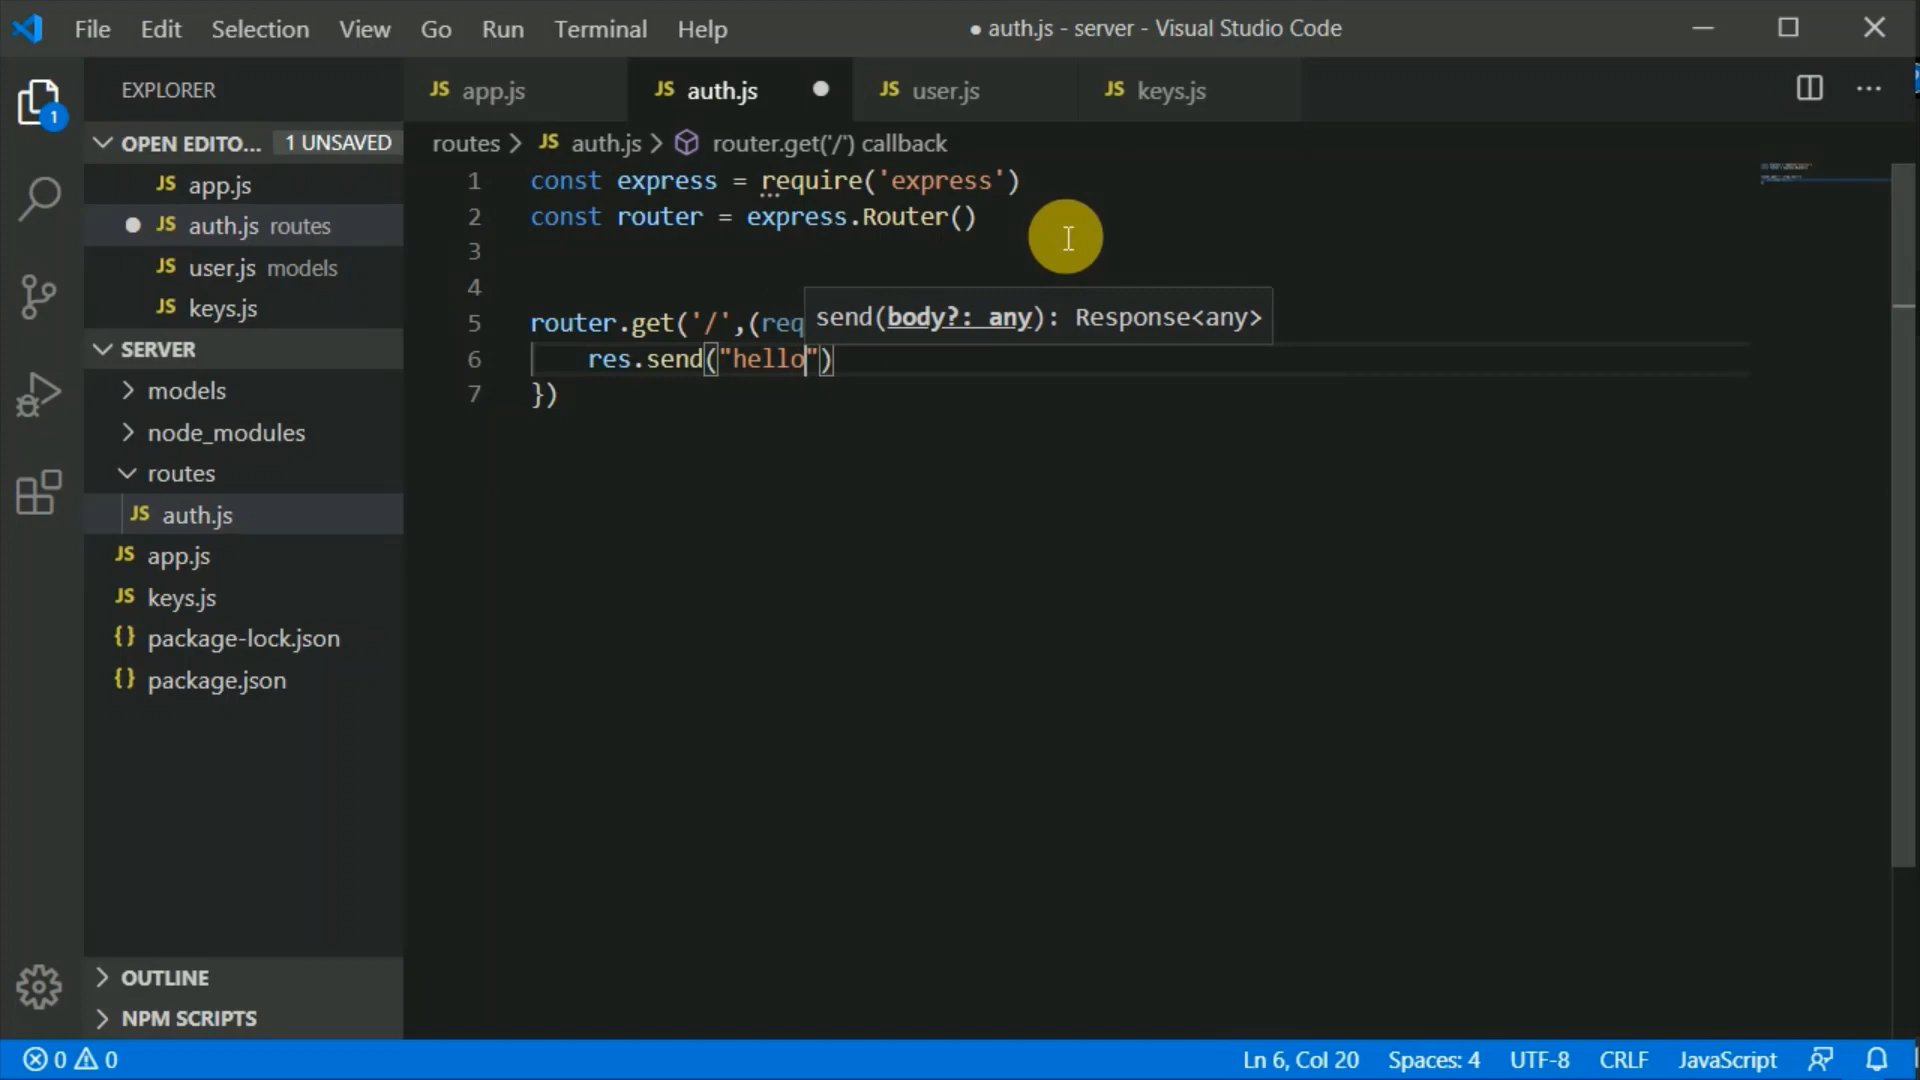 File Edit Selection View Go Run Terminal Help
● auth.js - server - Visual Studio Code
EXPLORER
OPEN EDITO... 1 UNSAVED
JS app.js
JS auth.js routes
JS user.js models
JS keys.js
SERVER
models
node_modules
routes
JS auth.js
JS app.js
JS keys.js
{} package-lock.json
{} package.json
OUTLINE
NPM SCRIPTS
1
JS app.js JS auth.js JS user.js JS keys.js
routes > JS auth.js > router.get('/') callback
1 const express = require('express')
2 const router = express.Router()
3
4
5 router.get('/',(req
send(body?: any): Response<any>
6 res.send("hello")
7 })
0 0
Ln 6, Col 20 Spaces: 4 UTF-8 CRLF JavaScript